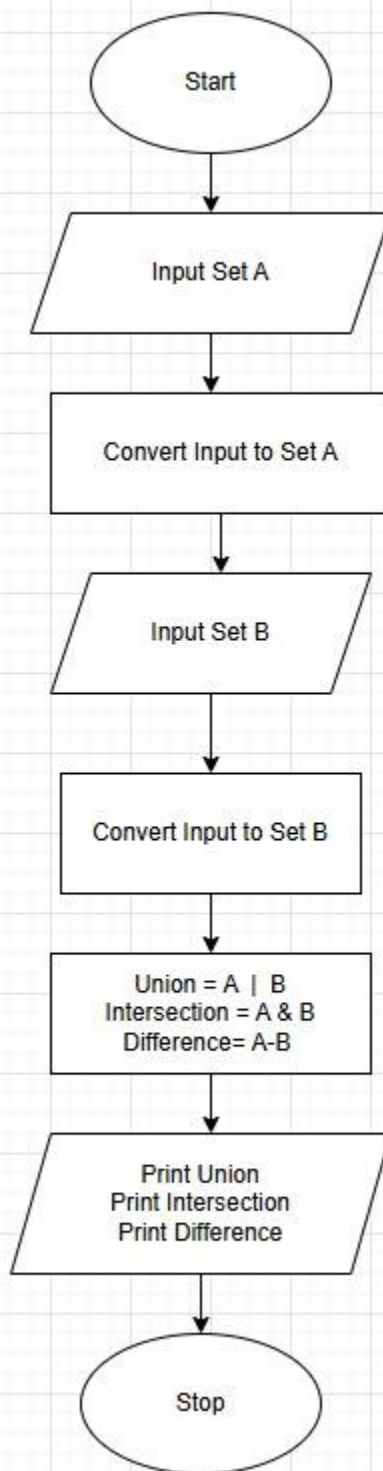 Start
Input Set A
Convert Input to Set A
Input Set B
Convert Input to Set B
Union = A | B
Intersection = A & B
Difference= A-B
Print Union
Print Intersection
Print Difference
Stop